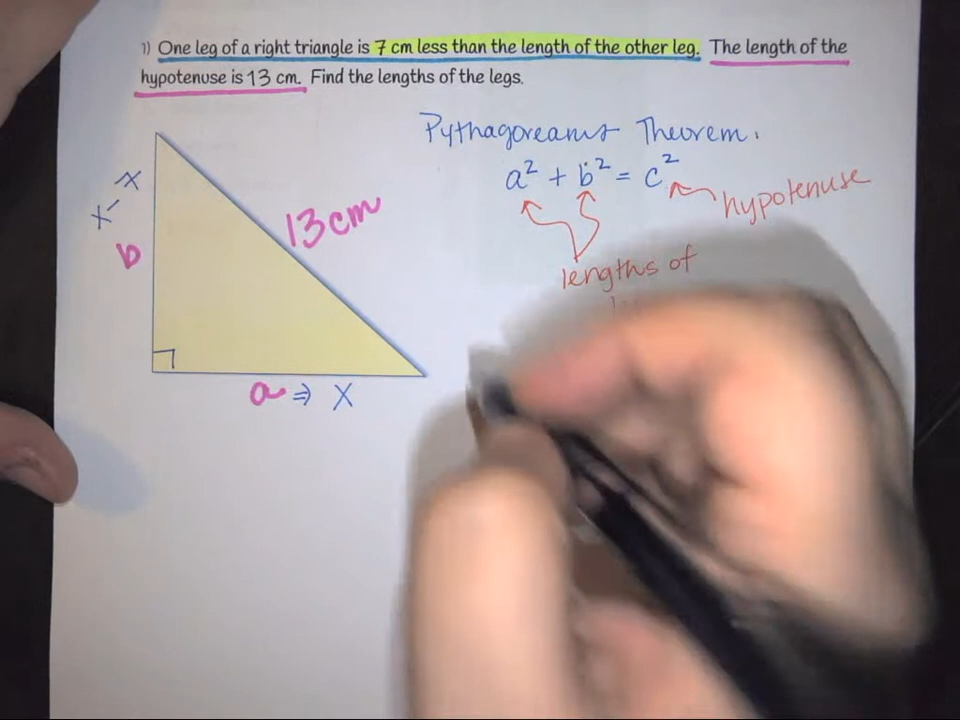 1) One leg of a right triangle is 7 cm less than the length of the other leg. The length of the
hypotenuse is 13 cm. Find the lengths of the legs.
Pythagoreans Theorem.
a² + b² = c²
hypotenuse
lengths of
x - 7
b
13 cm
a ⇒ x